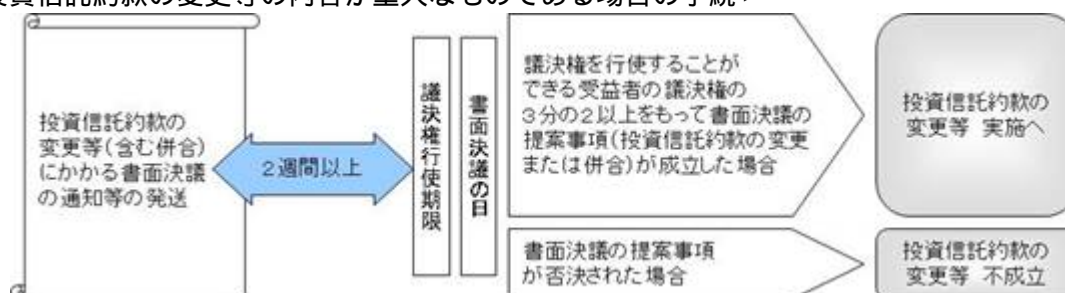 投資信託約款の変更等の内容が重大なものである場合の手続
投資信託約款の
変更等(含む併合)
にかかる書面決議
の通知等の発送
2週間以上
議決権行使期限
書面決議の日
議決権を行使することが
できる受益者の議決権の
3分の2以上をもって書面決議の
提案事項(投資信託約款の変更
または併合)が成立した場合
投資信託約款の
変更等 実施へ
書面決議の提案事項
が否決された場合
投資信託約款の
変更等 不成立